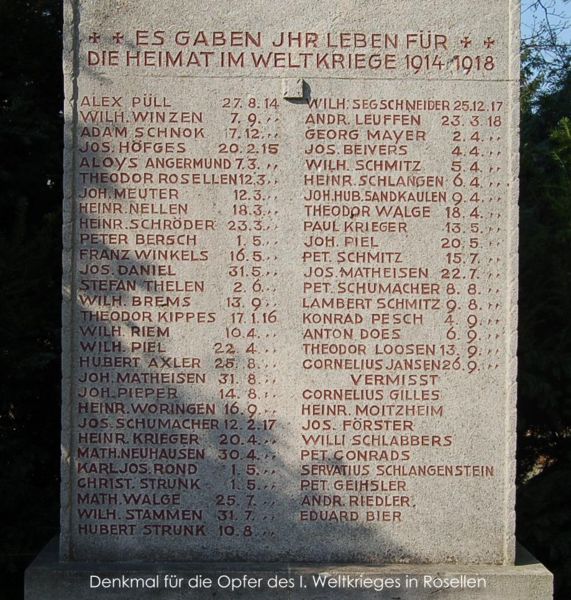 ES GABEN JHR LEBEN FÜR
DIE HEIMAT IM WELTKRIEGE 1914-1918
ALEX PÜLL 27.8.14
WILH. WINZEN 7.9. „
ADAM SCHNOK 17.12. „
JOS. HÖFGES 20.2.15
ALOYS ANGERMUND 7.3. „
THEODOR ROSELLEN 12.3. „
JOH. MEUTER 12.3. „
HEINR. NELLEN 18.3. „
HEINR. SCHRÖDER 23.3. „
PETER BERSCH 1.5. „
FRANZ WINKELS 16.5. „
JOS. DANIEL 31.5. „
STEFAN THELEN 2.6. „
WILH. BREMS 13.9. „
THEODOR KIPPES 17.1.16
WILH. RIEM 10.4. „
WILH. PIEL 22.4. „
HUBERT AXLER 25.8. „
JOH. MATHEISEN 31.8. „
JOH. PIEPER 14.8. „
HEINR. WORINGEN 16.9. „
JOS. SCHUMACHER 12.2.17
HEINR. KRIEGER 20.4. „
MATH. NEUHAUSEN 30.4. „
KARL JOS. ROND 1.5. „
CHRIST. STRUNK 1.5. „
MATH. WALGE 25.7. „
WILH. STAMMEN 31.7. „
HUBERT STRUNK 10.8. „
WILH. SEGSCHNEIDER 25.12.17
ANDR. LEUFFEN 23.3.18
GEORG MAYER 2.4. „
JOS. BEIVERS 4.4. „
WILH. SCHMITZ 5.4. „
HEINR. SCHLANGEN 6.4. „
JOH. HUB. SANDKAULEN 9.4. „
THEODOR WALGE 18.4. „
PAUL KRIEGER 13.5. „
JOH. PIEL 20.5. „
PET. SCHMITZ 15.7. „
JOS. MATHEISEN 22.7. „
PET. SCHUMACHER 8.8. „
LAMBERT SCHMITZ 9.8. „
KONRAD PESCH 4.9. „
ANTON DOES 6.9. „
THEODOR LOOSEN 13.9. „
CORNELIUS JANSEN 26.9. „
VERMISST
CORNELIUS GILLES
HEINR. MOITZHEIM
JOS. FÖRSTER
WILLI SCHLABBERS
PET. CONRADS
SERVATIUS SCHLANGENSTEIN
PET. GEIHSLER
ANDR. RIEDLER
EDUARD BIER
Denkmal für die Opfer des I. Weltkrieges in Rosellen